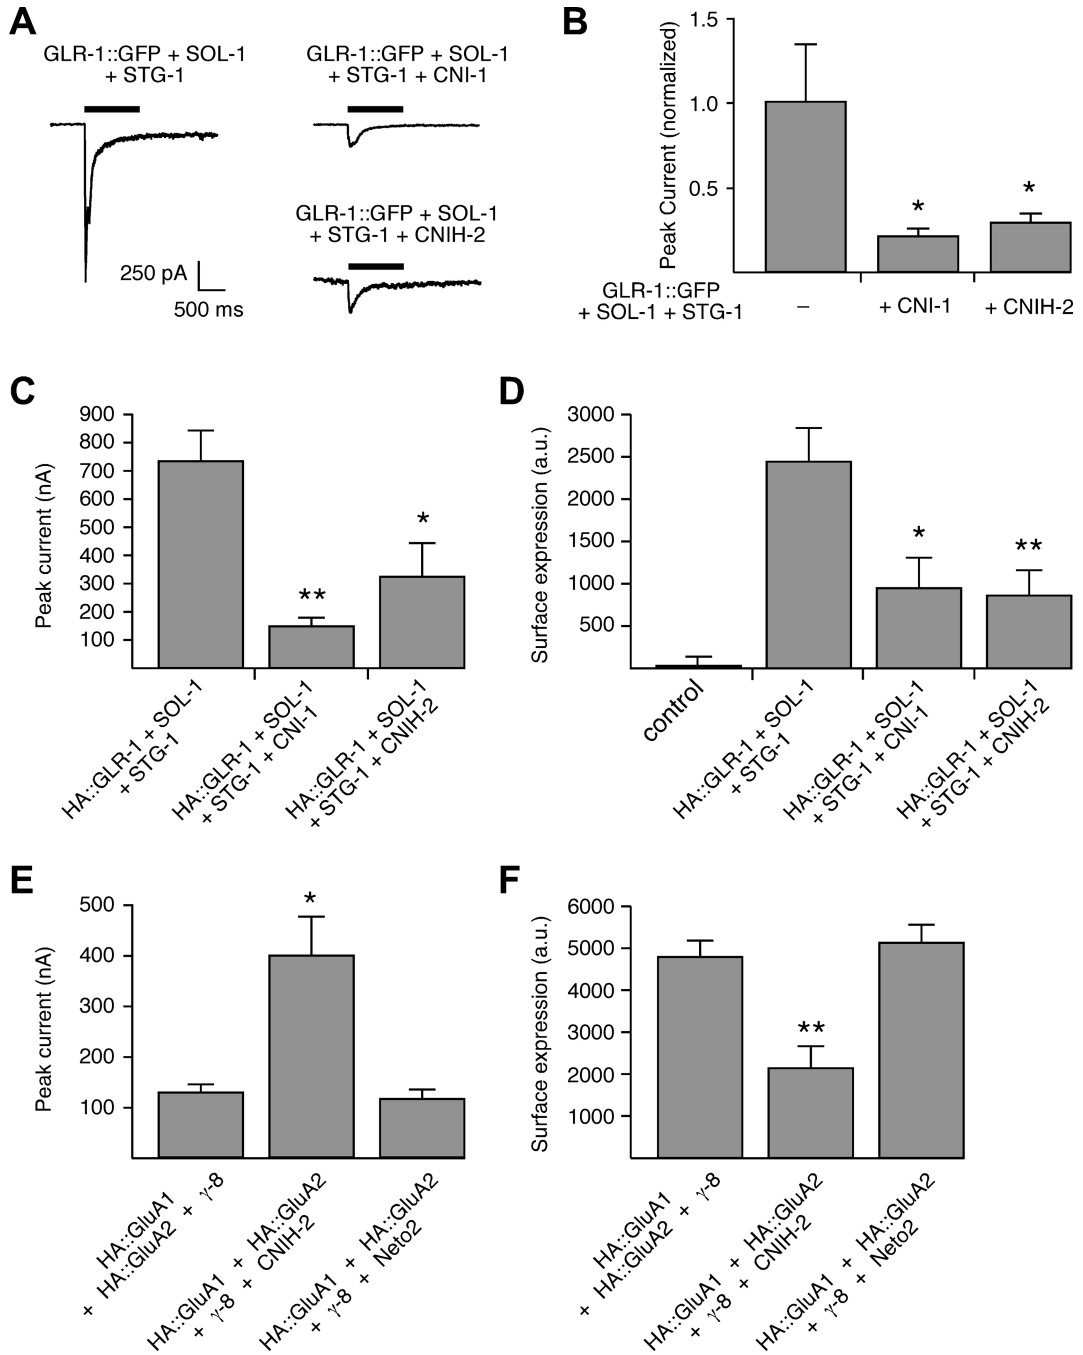 A
GLR-1::GFP + SOL-1
+ STG-1
GLR-1::GFP + SOL-1
+ STG-1 + CNI-1
GLR-1::GFP + SOL-1
+ STG-1 + CNIH-2
250 pA
500 ms
B
Peak Current (normalized)
1.5
1.0
0.5
*
*
GLR-1::GFP
+ SOL-1 + STG-1
–
+ CNI-1
+ CNIH-2
C
Peak current (nA)
900
800
700
600
500
400
300
200
100
**
*
HA::GLR-1 + SOL-1
+ STG-1
HA::GLR-1 + SOL-1
+ STG-1 + CNI-1
HA::GLR-1 + SOL-1
+ STG-1 + CNIH-2
D
Surface expression (a.u.)
3000
2500
2000
1500
1000
500
*
**
control
HA::GLR-1 + SOL-1
+ STG-1
HA::GLR-1 + SOL-1
+ STG-1 + CNI-1
HA::GLR-1 + SOL-1
+ STG-1 + CNIH-2
E
Peak current (nA)
500
400
300
200
100
*
HA::GluA1
+ HA::GluA2 + γ-8
HA::GluA1 + HA::GluA2
+ γ-8 + CNIH-2
HA::GluA1 + HA::GluA2
+ γ-8 + Neto2
F
Surface expression (a.u.)
6000
5000
4000
3000
2000
1000
**
HA::GluA1
+ HA::GluA2 + γ-8
HA::GluA1 + HA::GluA2
+ γ-8 + CNIH-2
HA::GluA1 + HA::GluA2
+ γ-8 + Neto2